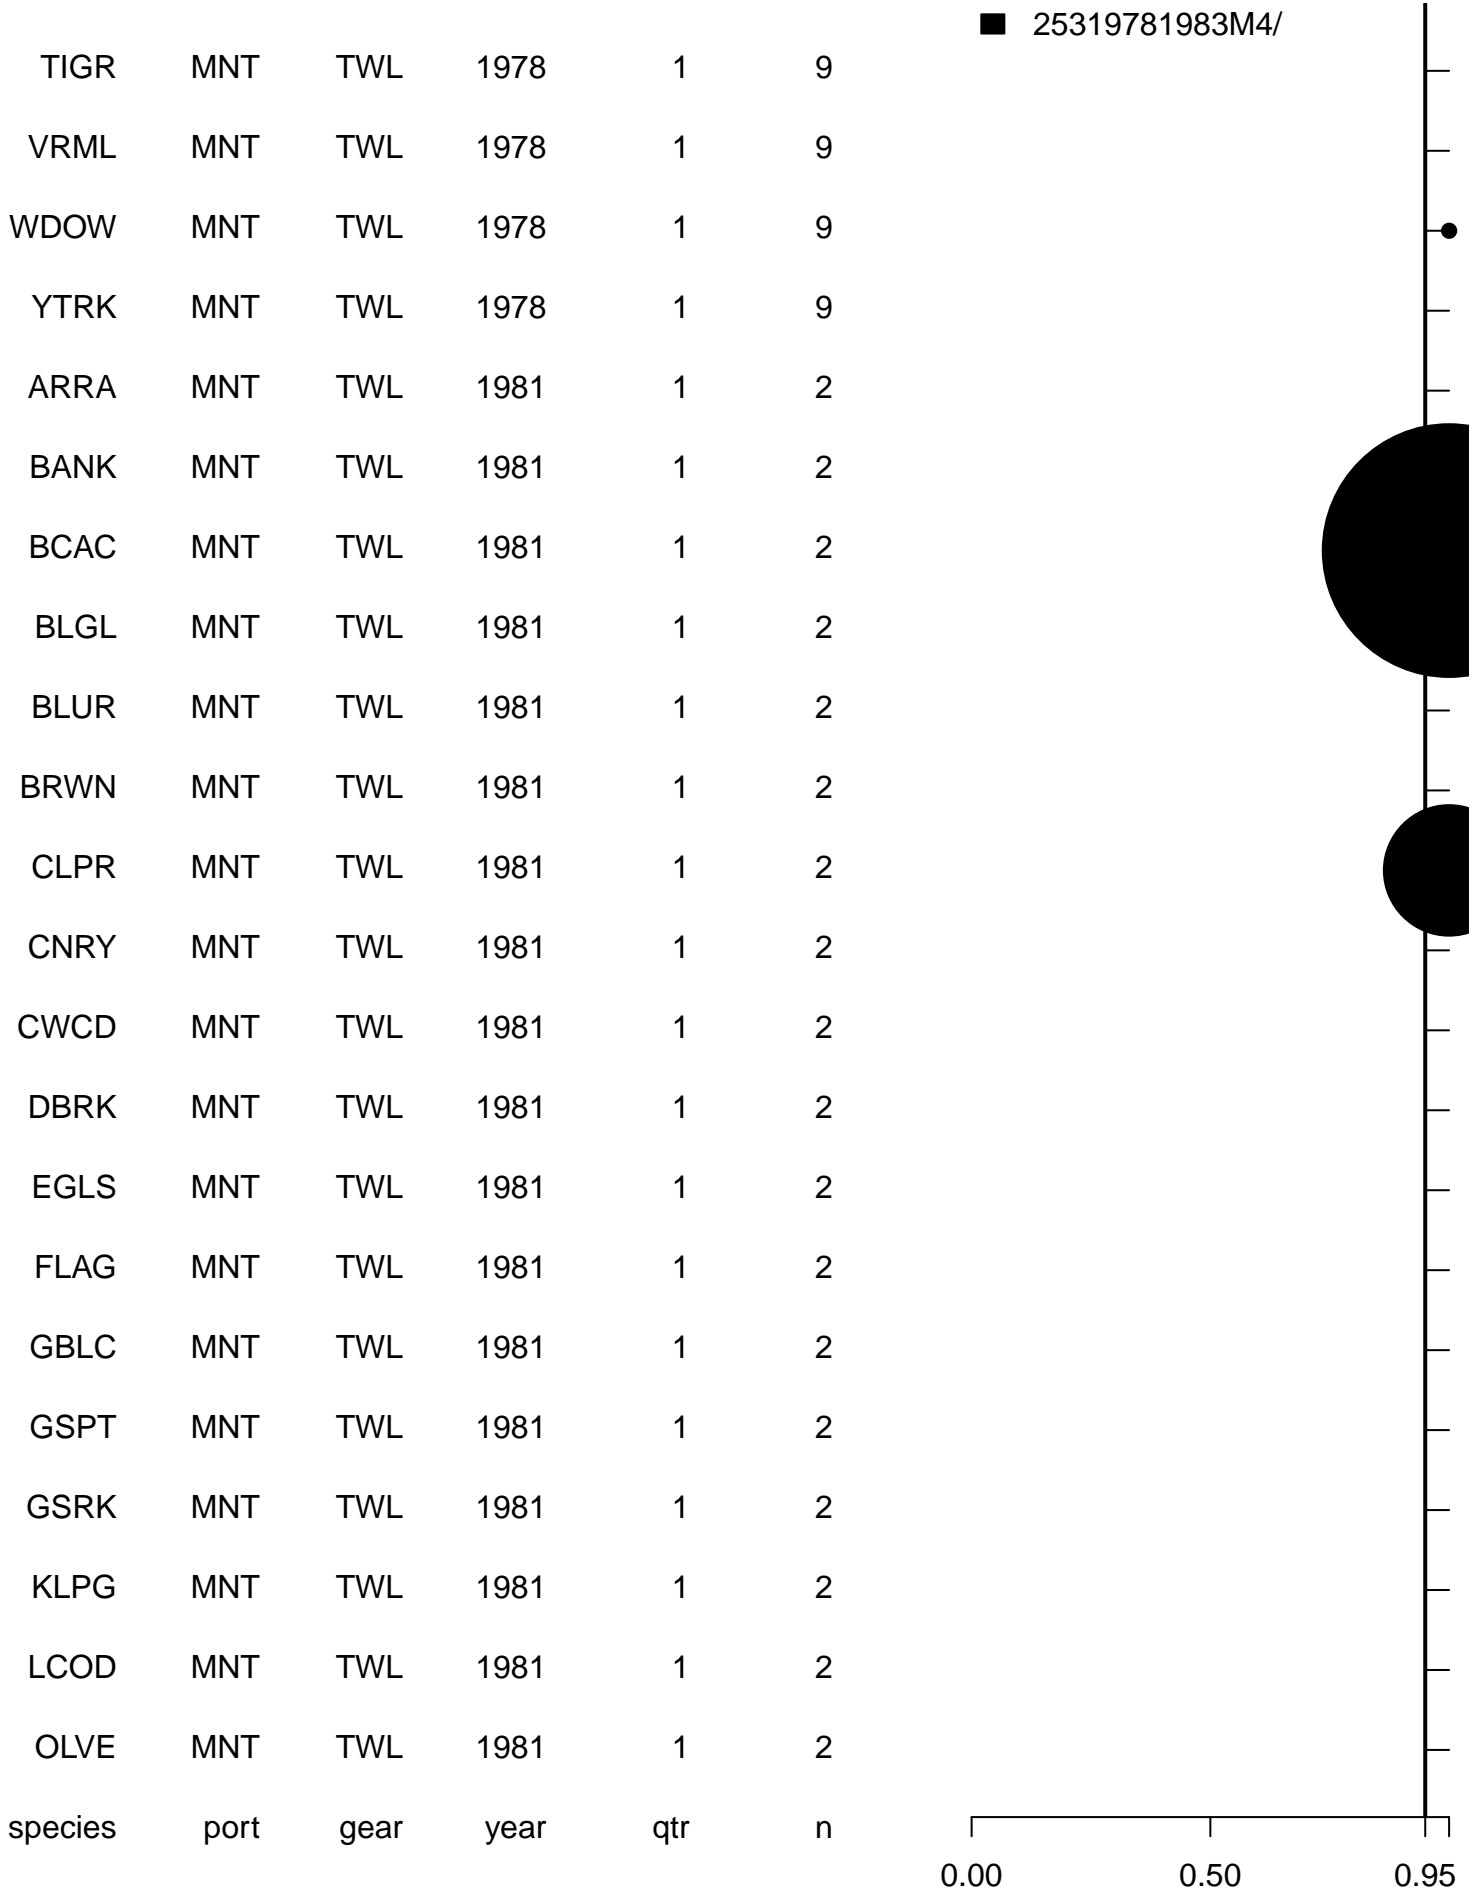 25319781983M4/
TIGR MNT TWL 1978 1 9
VRML MNT TWL 1978 1 9
WDOW MNT TWL 1978 1 9
YTRK MNT TWL 1978 1 9
ARRA MNT TWL 1981 1 2
BANK MNT TWL 1981 1 2
BCAC MNT TWL 1981 1 2
BLGL MNT TWL 1981 1 2
BLUR MNT TWL 1981 1 2
BRWN MNT TWL 1981 1 2
CLPR MNT TWL 1981 1 2
CNRY MNT TWL 1981 1 2
CWCD MNT TWL 1981 1 2
DBRK MNT TWL 1981 1 2
EGLS MNT TWL 1981 1 2
FLAG MNT TWL 1981 1 2
GBLC MNT TWL 1981 1 2
GSPT MNT TWL 1981 1 2
GSRK MNT TWL 1981 1 2
KLPG MNT TWL 1981 1 2
LCOD MNT TWL 1981 1 2
OLVE MNT TWL 1981 1 2
species port gear year qtr n
0.00 0.50 0.95